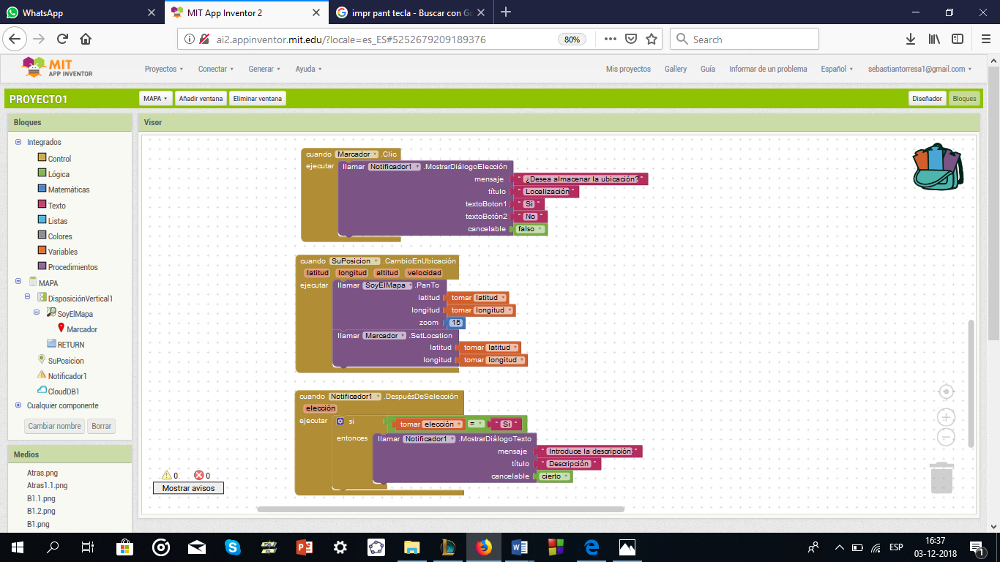 WhatsApp
MIT App Inventor 2
impr pant tecla - Buscar con Go
ai2.appinventor.mit.edu/?locale=es_ES#5252679209189376
80%
Search
MIT
APP INVENTOR
Proyectos
Conectar
Generar
Ayuda
Mis proyectos
Gallery
Guía
Informar de un problema
Español
sebastiantorresa1@gmail.com
PROYECTO1
MAPA
Añadir ventana
Eliminar ventana
Diseñador
Bloques
Bloques
Integrados
Control
Lógica
Matemáticas
Texto
Listas
Colores
Variables
Procedimientos
MAPA
DisposiciónVertical1
SoyElMapa
Marcador
RETURN
SuPosicion
Notificador1
CloudDB1
Cualquier componente
Cambiar nombre
Borrar
Medios
Atras.png
Atras1.1.png
B1.1.png
B1.2.png
B1.png
Visor
cuando Marcador .Clic
ejecutar llamar Notificador1 .MostrarDiálogoElección
mensaje " ¿Desea almacenar la ubicación? "
título " Localización "
textoBoton1 " Si "
textoBotón2 " No "
cancelable falso
cuando SuPosicion .CambioEnUbicación
latitud longitud altitud velocidad
ejecutar llamar SoyElMapa .PanTo
latitud tomar latitud
longitud tomar longitud
zoom 15
llamar Marcador .SetLocation
latitud tomar latitud
longitud tomar longitud
cuando Notificador1 .DespuésDeSelección
elección
ejecutar si tomar elección = " Si "
entonces llamar Notificador1 .MostrarDiálogoTexto
mensaje " Introduce la descripción: "
título " Descripción "
cancelable cierto
0 0
Mostrar avisos
ESP
16:37
03-12-2018
1